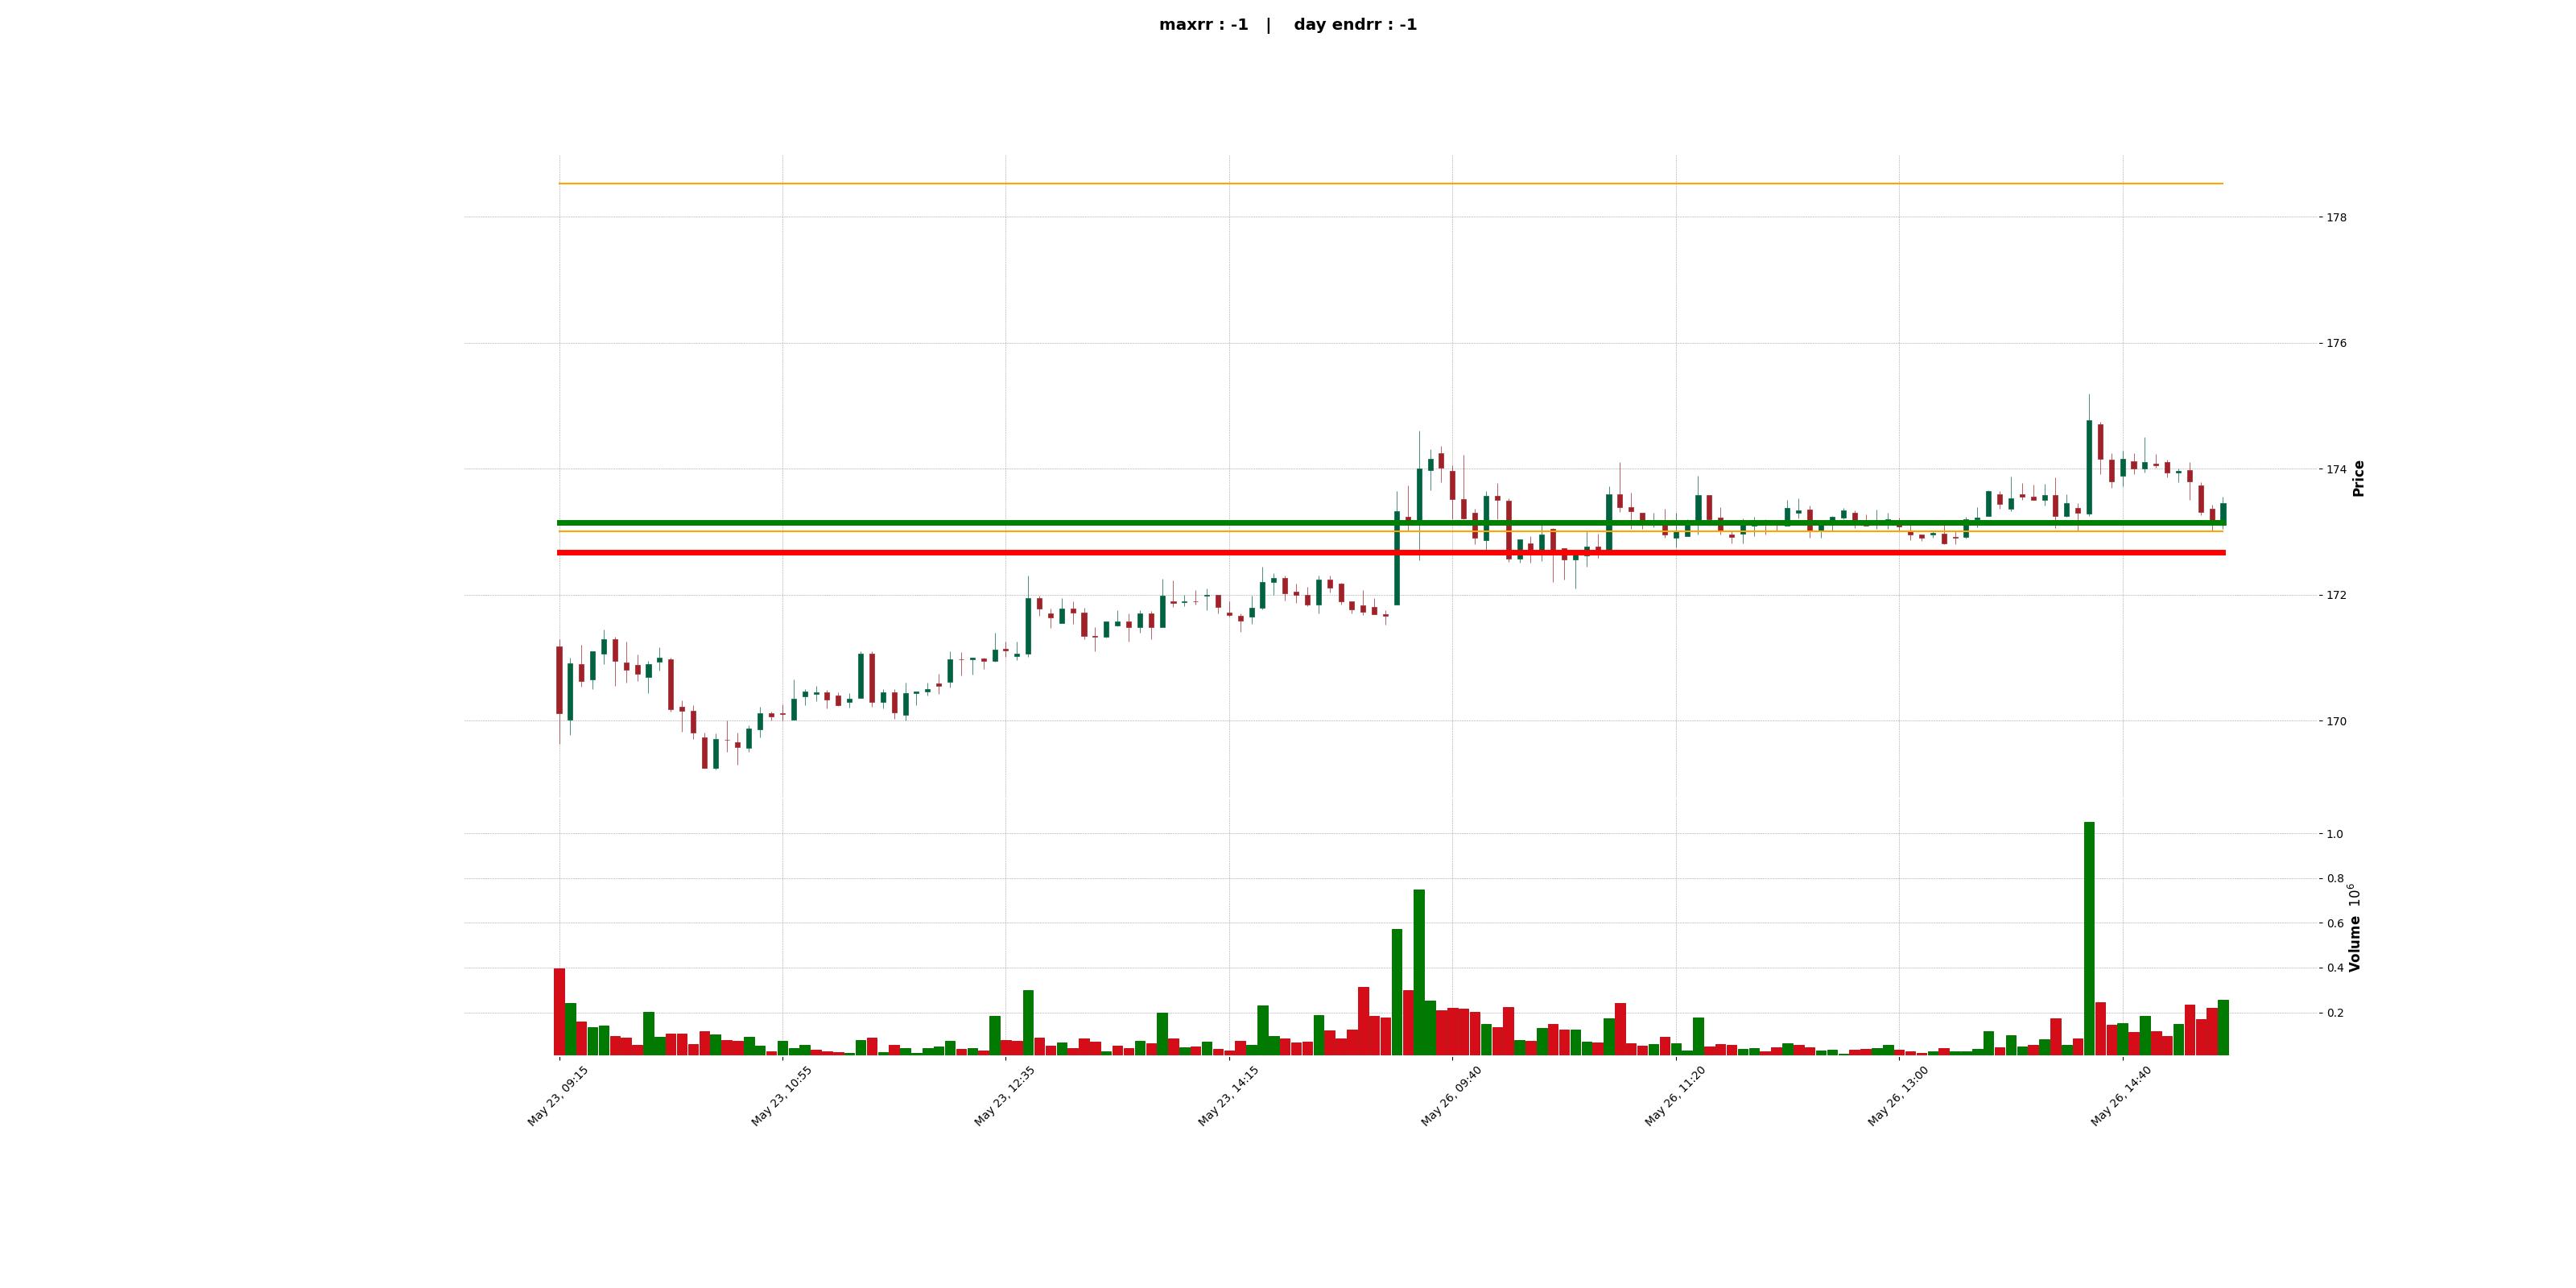 maxrr : -1 | day endrr : -1
178
176
174
172
170
Price
1.0
0.8
0.6
0.4
0.2
Volume 10^6
May 23, 09:15
May 23, 10:55
May 23, 12:35
May 23, 14:15
May 26, 09:40
May 26, 11:20
May 26, 13:00
May 26, 14:40